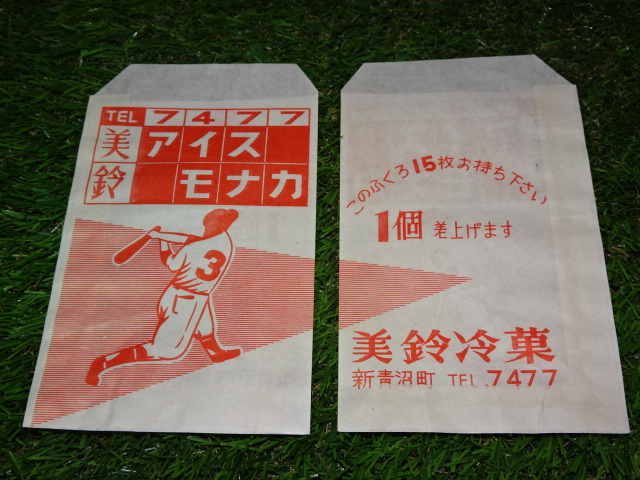 TEL 7477
美鈴
アイス
モナカ
3
このふくろ15枚お持ち下さい
1個 差上げます
美鈴冷菓
新青沼町 TEL.7477